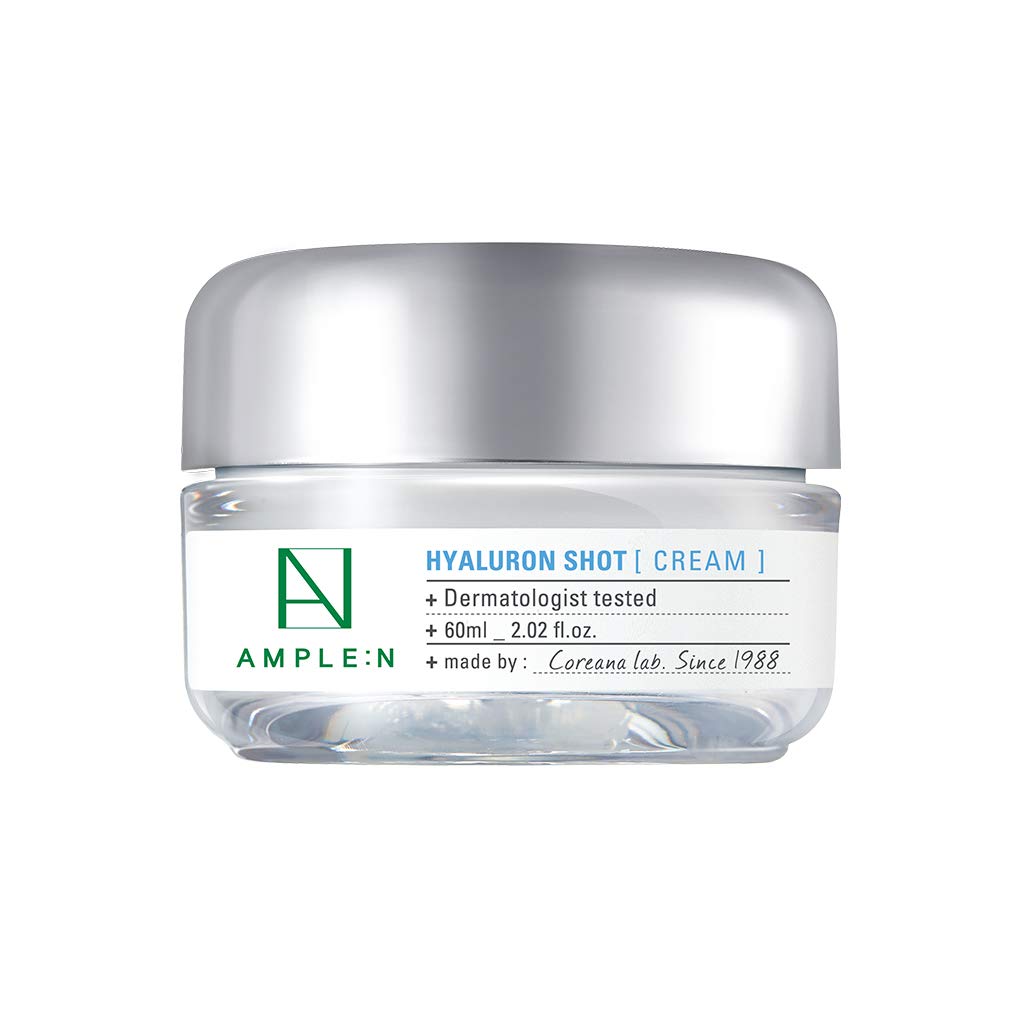 AMPLE:N
HYALURON SHOT [ CREAM ]
+ Dermatologist tested
+ 60ml _ 2.02 fl.oz.
+ made by : Coreana lab. Since 1988